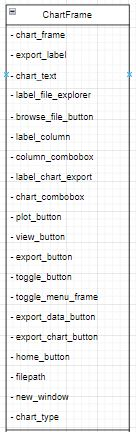 ChartFrame
- chart_frame
- export_label
- chart_text
- label_file_explorer
- browse_file_button
- label_column
- column_combobox
- label_chart_export
- chart_combobox
- plot_button
- view_button
- export_button
- toggle_button
- toggle_menu_frame
- export_data_button
- export_chart_button
- home_button
- filepath
- new_window
- chart_type